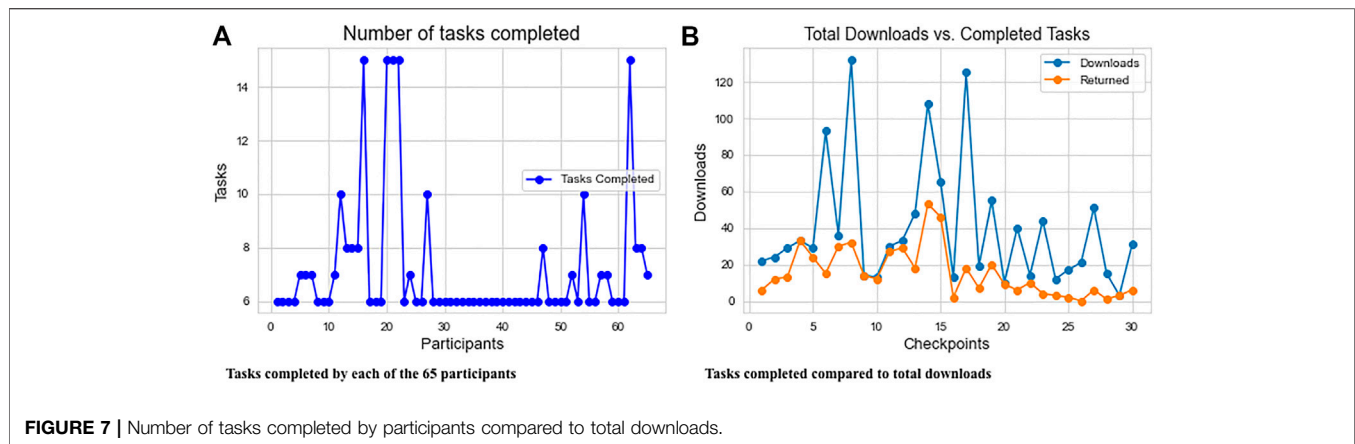 A
Number of tasks completed
Tasks
14
12
10
8
6
Tasks Completed
0 10 20 30 40 50 60
Participants
Tasks completed by each of the 65 participants
B
Total Downloads vs. Completed Tasks
Downloads
120
100
80
60
40
20
0
Downloads
Returned
0 5 10 15 20 25 30
Checkpoints
Tasks completed compared to total downloads
FIGURE 7 | Number of tasks completed by participants compared to total downloads.